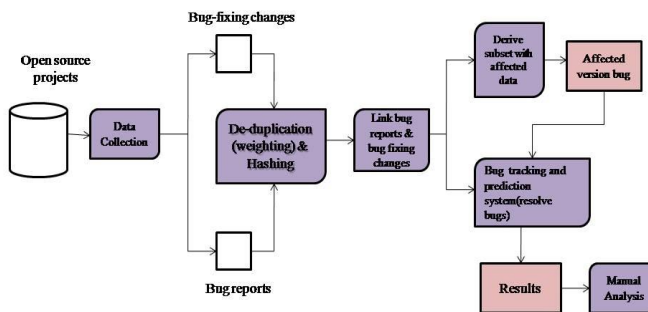 Bug-fixing changes
Open source
projects
Data
Collection
De-duplication
(weighting) &
Hashing
Bug reports
Link bug
reports &
bug fixing
changes
Derive
subset with
affected
data
Affected
version bug
Bug tracking and
prediction
system(resolve
bugs)
Results
Manual
Analysis